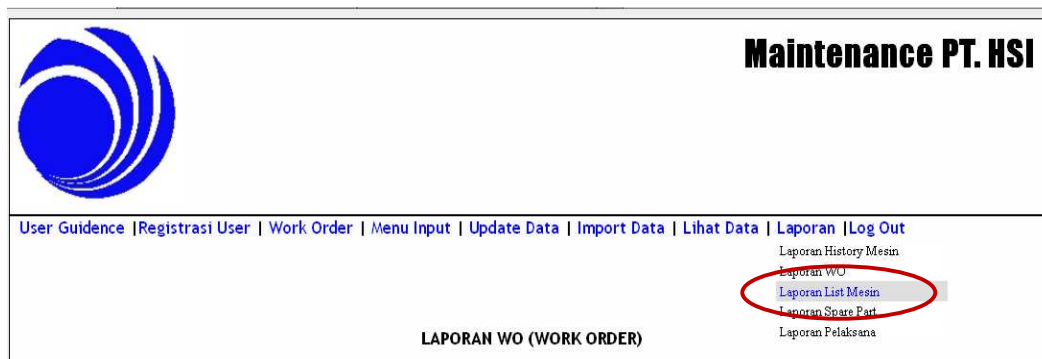 Maintenance PT. HSI
User Guidence |Registrasi User | Work Order | Menu Input | Update Data | Import Data | Lihat Data | Laporan |Log Out
Laporan History Mesin
Laporan WO
Laporan List Mesin
Laporan Spare Part
Laporan Pelaksana
LAPORAN WO (WORK ORDER)